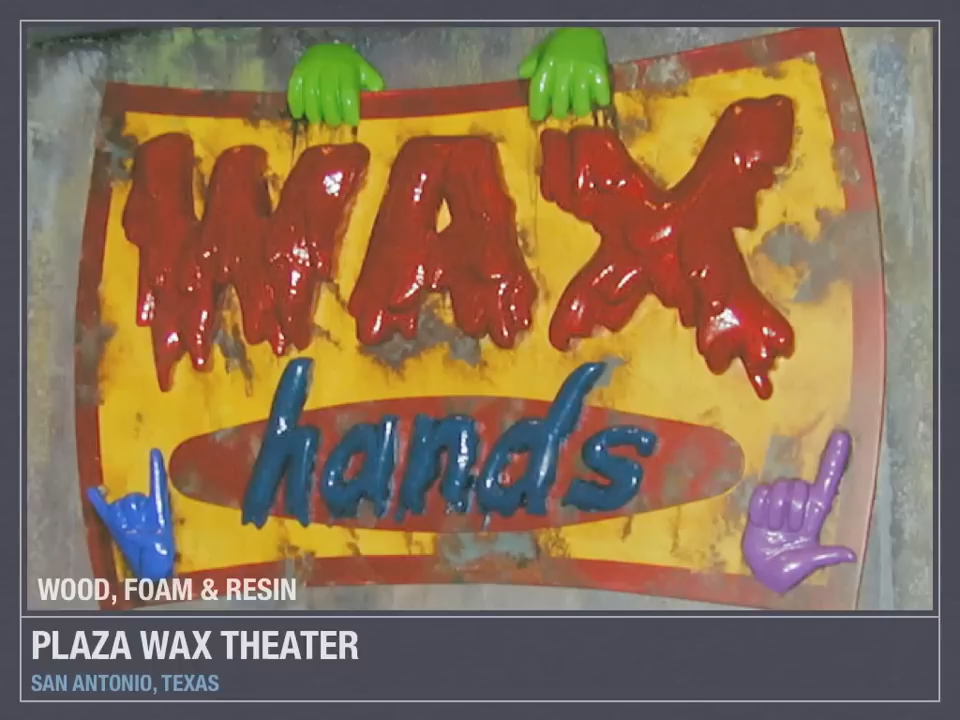 WAX
hands
WOOD, FOAM & RESIN
PLAZA WAX THEATER
SAN ANTONIO, TEXAS